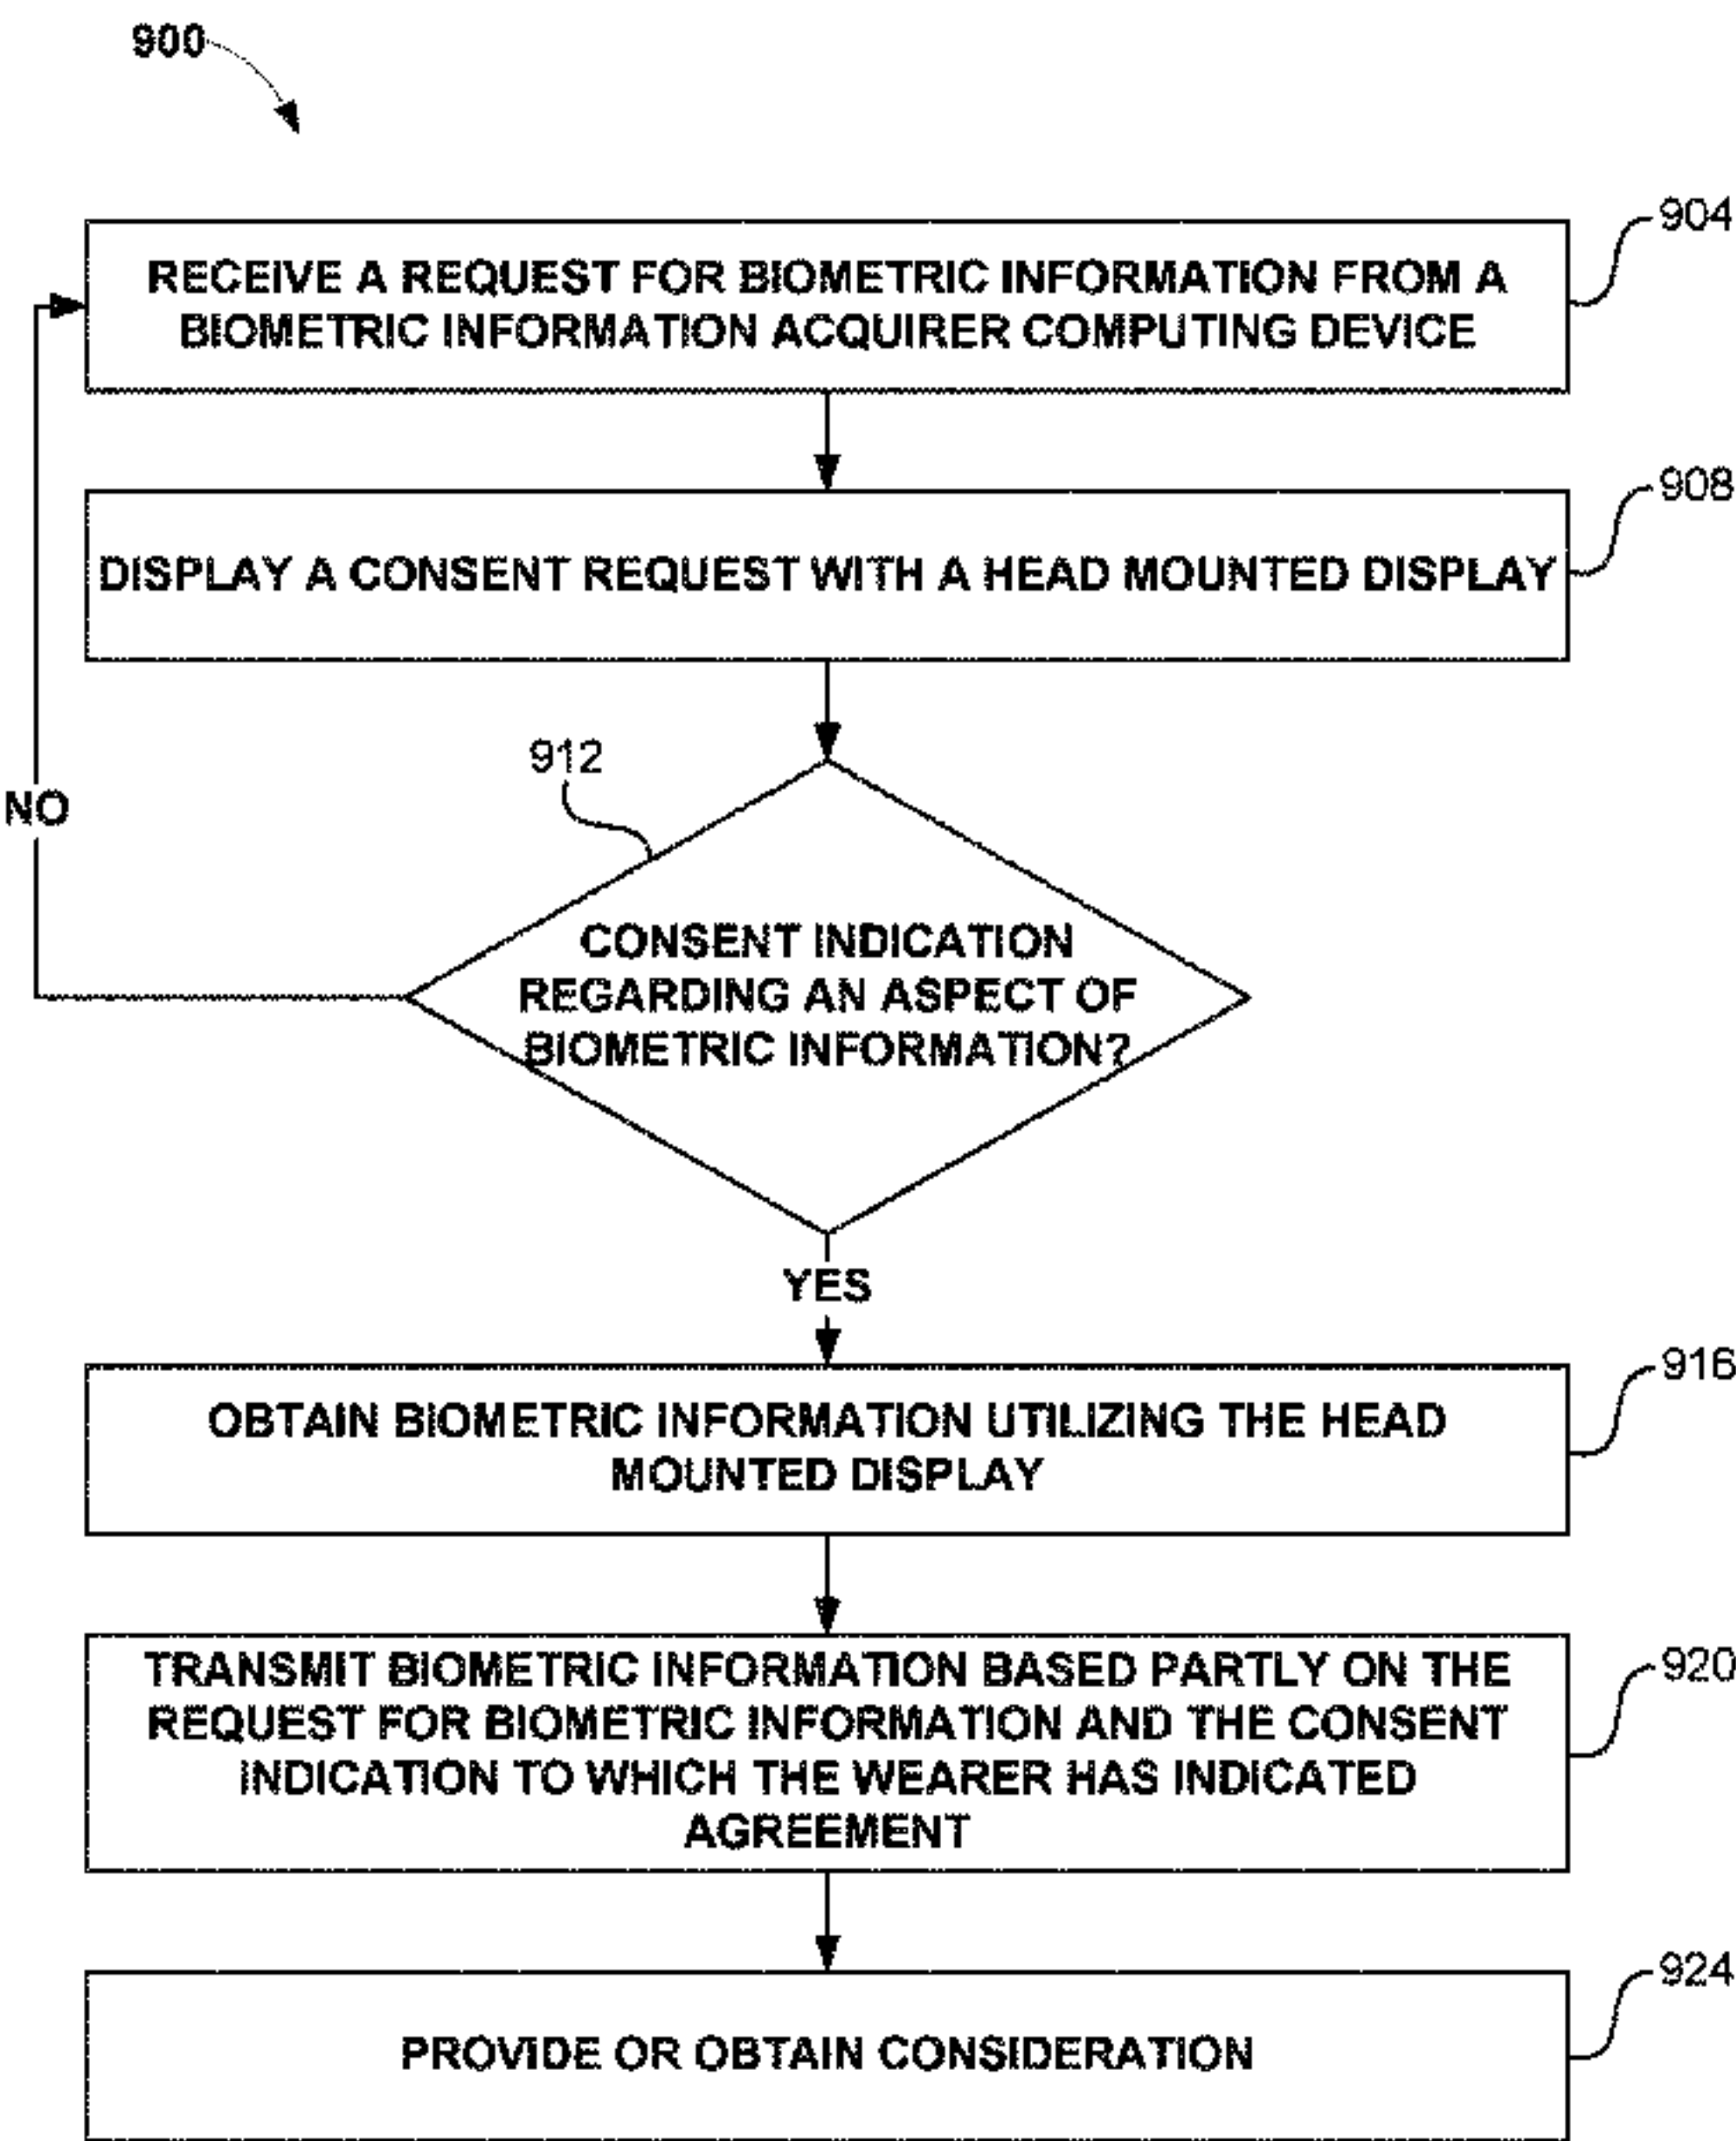 900
904
RECEIVE A REQUEST FOR BIOMETRIC INFORMATION FROM A
BIOMETRIC INFORMATION ACQUIRER COMPUTING DEVICE
908
DISPLAY A CONSENT REQUEST WITH A HEAD MOUNTED DISPLAY
912
NO
CONSENT INDICATION
REGARDING AN ASPECT OF
BIOMETRIC INFORMATION?
YES
916
OBTAIN BIOMETRIC INFORMATION UTILIZING THE HEAD
MOUNTED DISPLAY
920
TRANSMIT BIOMETRIC INFORMATION BASED PARTLY ON THE
REQUEST FOR BIOMETRIC INFORMATION AND THE CONSENT
INDICATION TO WHICH THE WEARER HAS INDICATED
AGREEMENT
924
PROVIDE OR OBTAIN CONSIDERATION